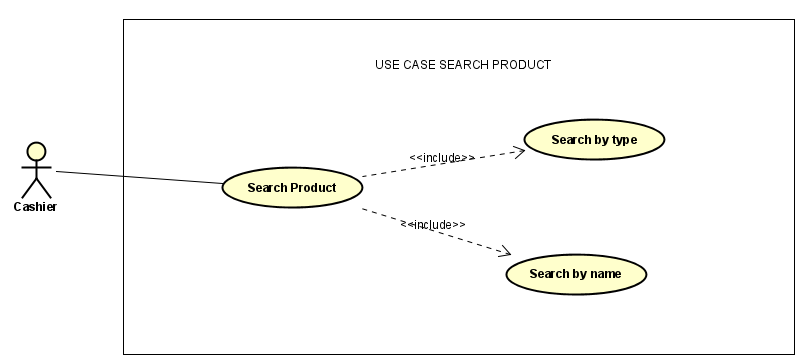 USE CASE SEARCH PRODUCT
Search by type
<<include>>
Search Product
Cashier
<<include>>
Search by name